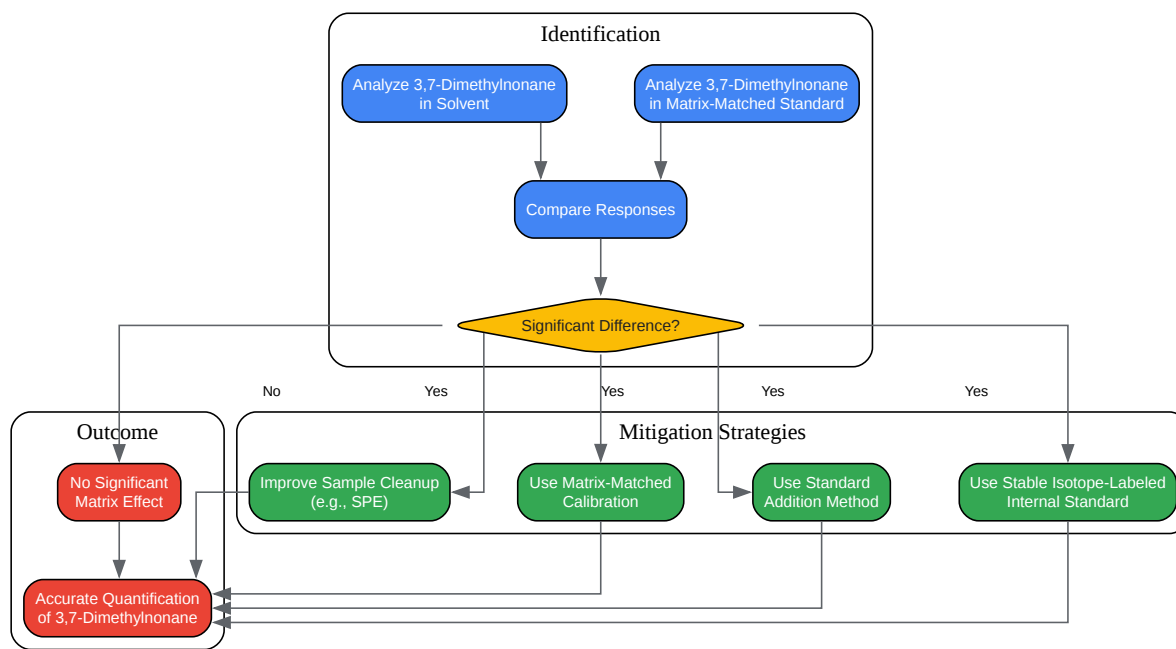 Identification
Analyze 3,7-Dimethylnonane
in Solvent
Analyze 3,7-Dimethylnonane
in Matrix-Matched Standard
Compare Responses
Significant Difference?
No
Yes
Yes
Yes
Yes
Outcome
Mitigation Strategies
No Significant
Matrix Effect
Improve Sample Cleanup
(e.g., SPE)
Use Matrix-Matched
Calibration
Use Standard
Addition Method
Use Stable Isotope-Labeled
Internal Standard
Accurate Quantification
of 3,7-Dimethylnonane